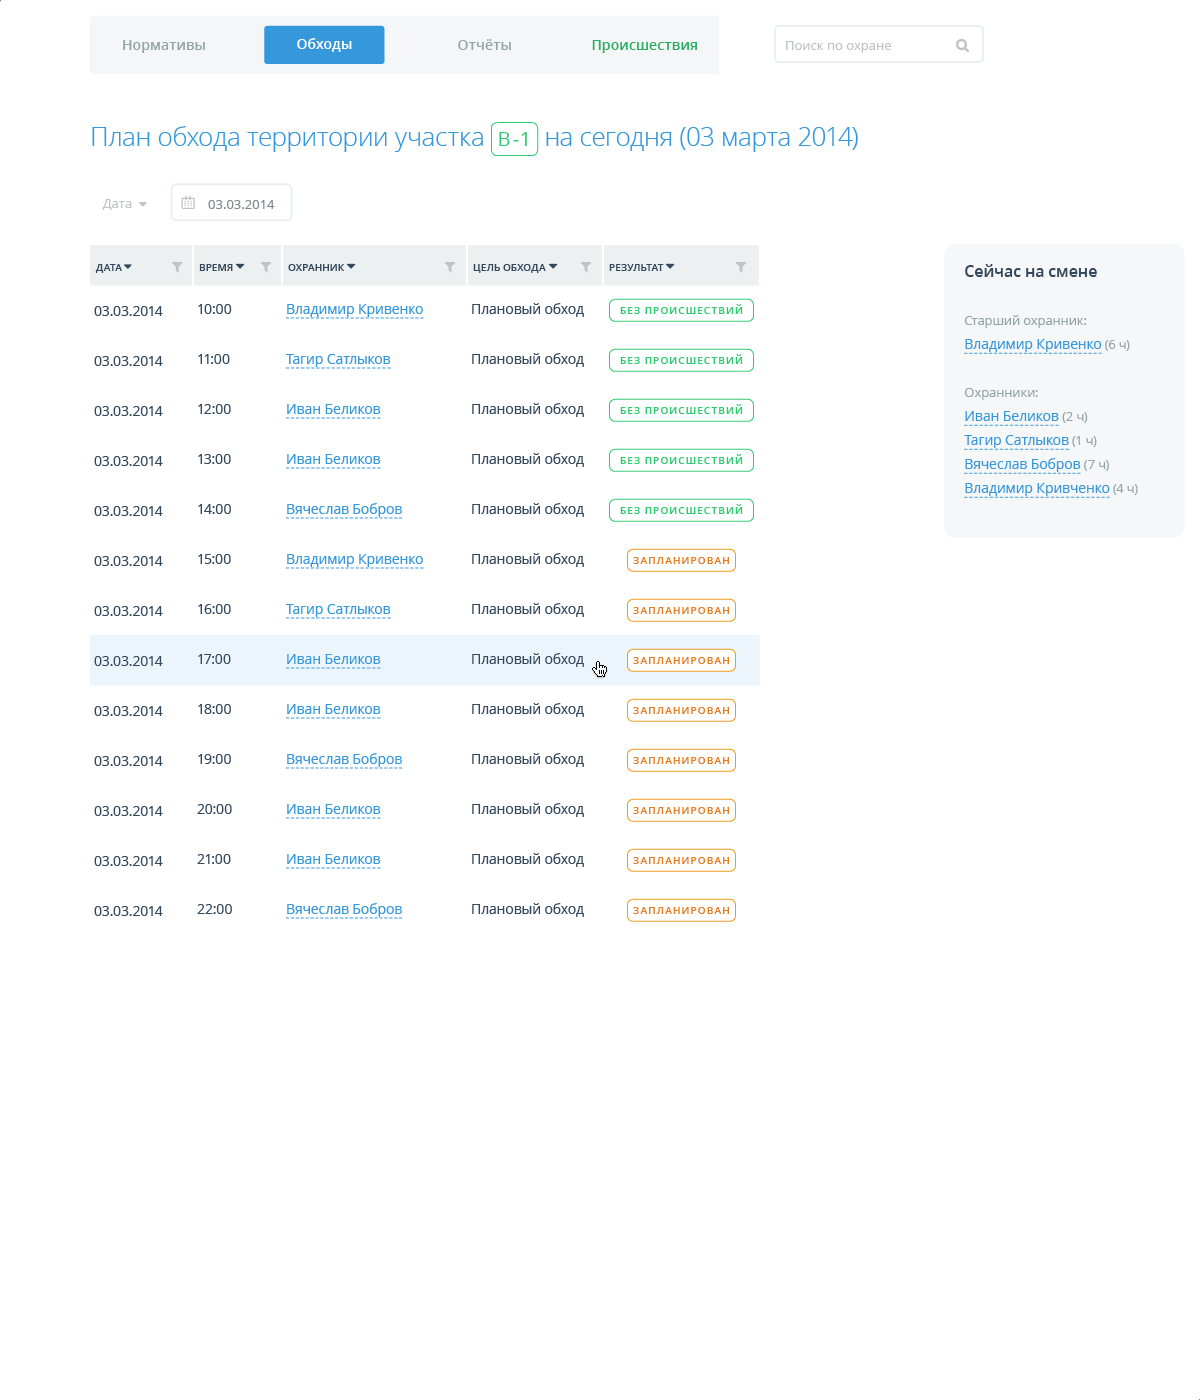 Нормативы Обходы Отчёты Происшествия Поиск по охране
План обхода территории участка В-1 на сегодня (03 марта 2014)
Дата 03.03.2014
ДАТА ВРЕМЯ ОХРАННИК ЦЕЛЬ ОБХОДА РЕЗУЛЬТАТ
03.03.2014 10:00 Владимир Кривенко Плановый обход БЕЗ ПРОИСШЕСТВИЙ
03.03.2014 11:00 Тагир Сатлыков Плановый обход БЕЗ ПРОИСШЕСТВИЙ
03.03.2014 12:00 Иван Беликов Плановый обход БЕЗ ПРОИСШЕСТВИЙ
03.03.2014 13:00 Иван Беликов Плановый обход БЕЗ ПРОИСШЕСТВИЙ
03.03.2014 14:00 Вячеслав Бобров Плановый обход БЕЗ ПРОИСШЕСТВИЙ
03.03.2014 15:00 Владимир Кривенко Плановый обход ЗАПЛАНИРОВАН
03.03.2014 16:00 Тагир Сатлыков Плановый обход ЗАПЛАНИРОВАН
03.03.2014 17:00 Иван Беликов Плановый обход ЗАПЛАНИРОВАН
03.03.2014 18:00 Иван Беликов Плановый обход ЗАПЛАНИРОВАН
03.03.2014 19:00 Вячеслав Бобров Плановый обход ЗАПЛАНИРОВАН
03.03.2014 20:00 Иван Беликов Плановый обход ЗАПЛАНИРОВАН
03.03.2014 21:00 Иван Беликов Плановый обход ЗАПЛАНИРОВАН
03.03.2014 22:00 Вячеслав Бобров Плановый обход ЗАПЛАНИРОВАН
Сейчас на смене
Старший охранник:
Владимир Кривенко (6 ч)
Охранники:
Иван Беликов (2 ч)
Тагир Сатлыков (1 ч)
Вячеслав Бобров (7 ч)
Владимир Кривченко (4 ч)